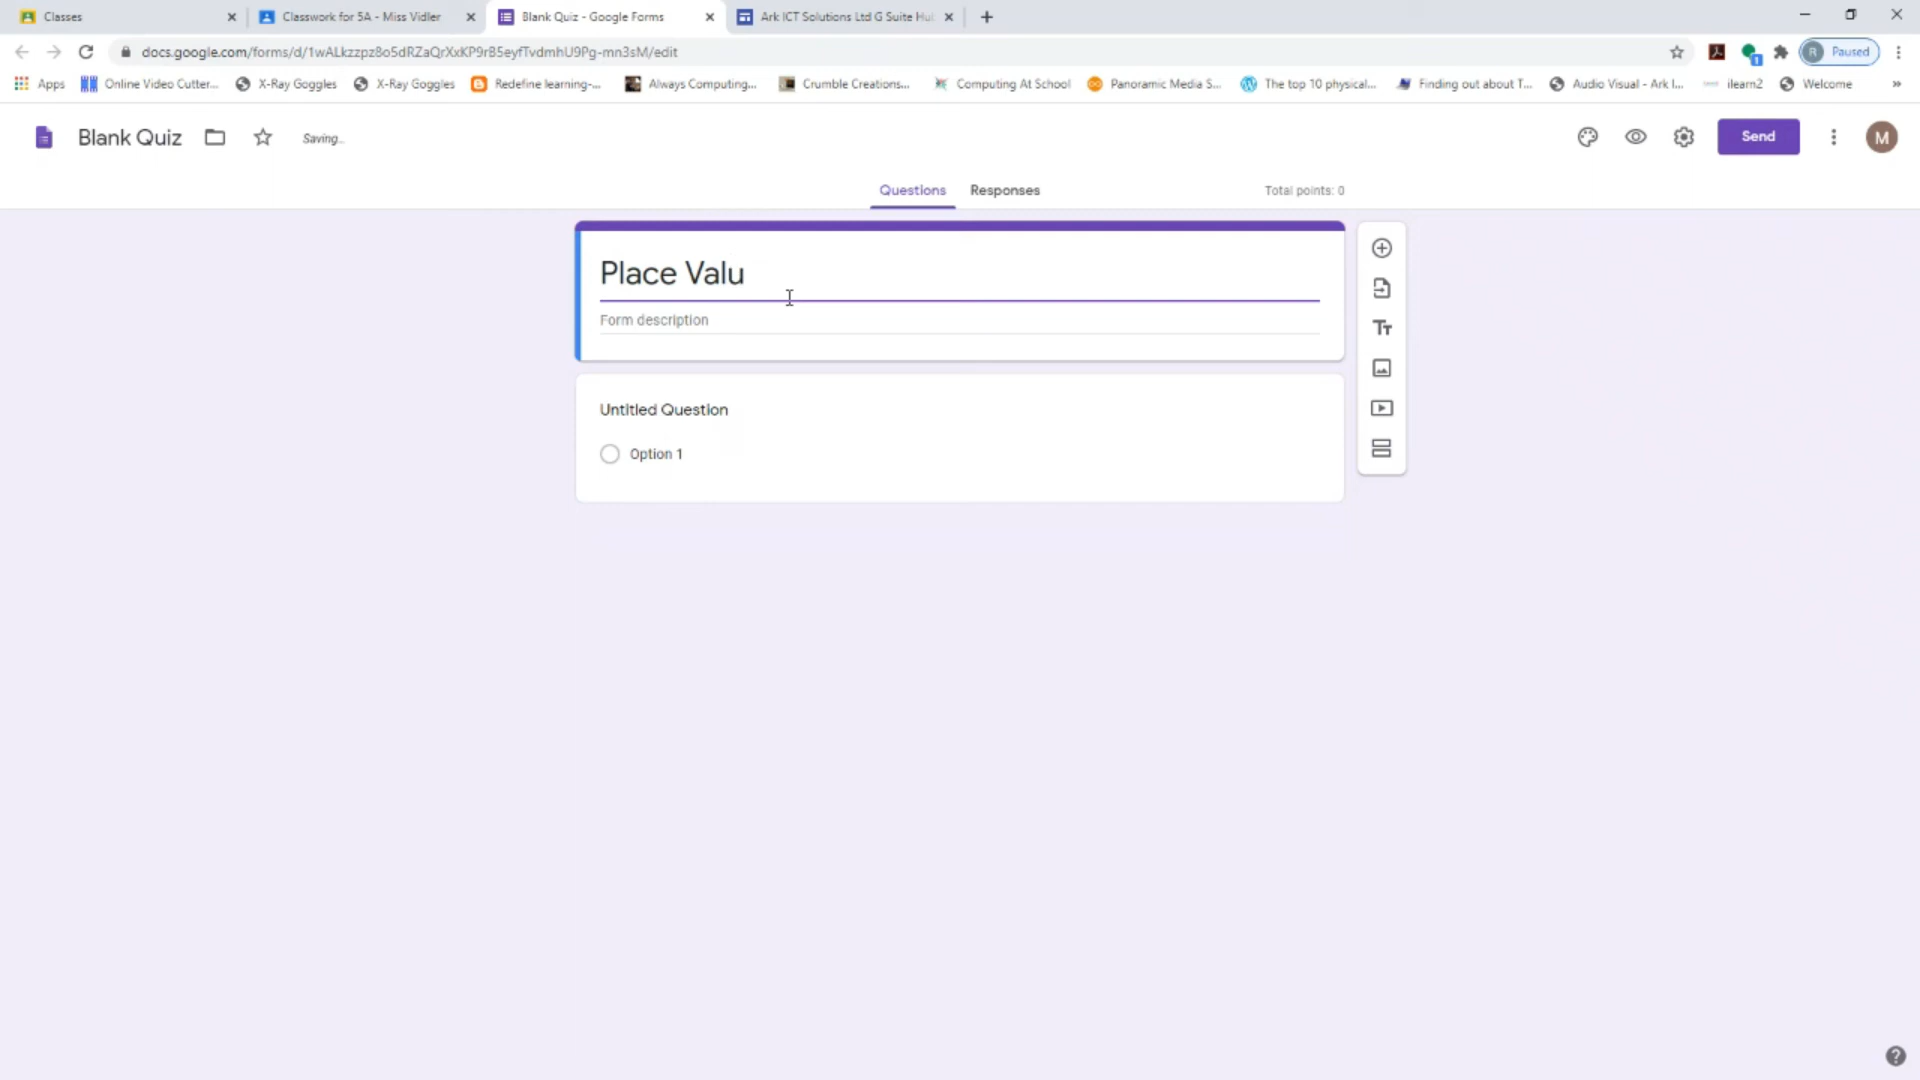 Classes
Classwork for 5A - Miss Vidler
Blank Quiz - Google Forms
Ark ICT Solutions Ltd G Suite Hu
docs.google.com/forms/d/1wALkzzpz8o5dRZaQrXxKP9rB5eyfTvdmhU9Pg-mn3sM/edit
R Paused
Apps
Online Video Cutter...
X-Ray Goggles
X-Ray Goggles
Redefine learning-...
Always Computing...
Crumble Creations...
Computing At School
Panoramic Media S...
The top 10 physical...
Finding out about T...
Audio Visual - Ark I...
ilearn2
Welcome
»
Blank Quiz
Saving...
Send
M
Questions
Responses
Total points: 0
Place Valu
Form description
Untitled Question
Option 1